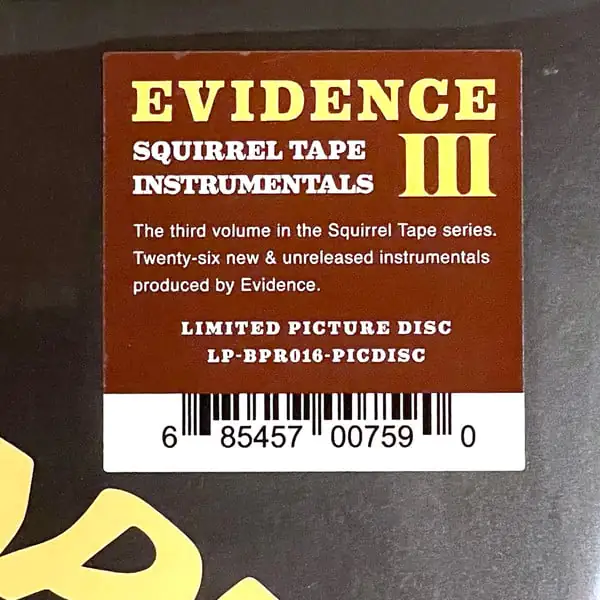 EVIDENCE
SQUIRREL TAPE
INSTRUMENTALS III
The third volume in the Squirrel Tape series.
Twenty-six new & unreleased instrumentals
produced by Evidence.
LIMITED PICTURE DISC
LP-BPR016-PICDISC
6 85457 00759 0